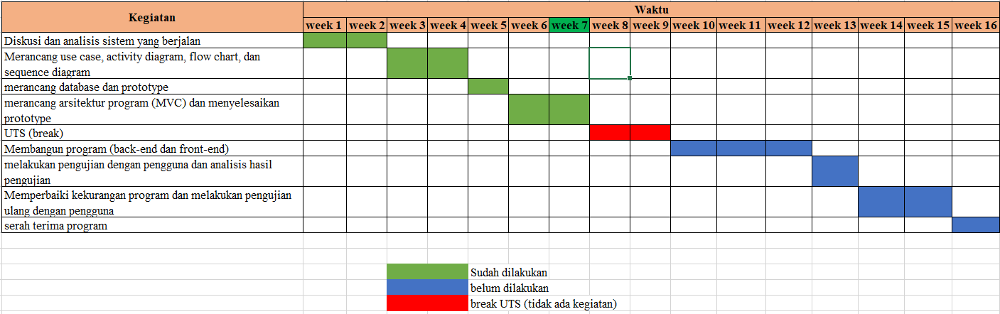 Kegiatan
Waktu
week 1 week 2 week 3 week 4 week 5 week 6 week 7 week 8 week 9 week 10 week 11 week 12 week 13 week 14 week 15 week 16
Diskusi dan analisis sistem yang berjalan
Merancang use case, activity diagram, flow chart, dan
sequence diagram
merancang database dan prototype
merancang arsitektur program (MVC) dan menyelesaikan
prototype
UTS (break)
Membangun program (back-end dan front-end)
melakukan pengujian dengan pengguna dan analisis hasil
pengujian
Memperbaiki kekurangan program dan melakukan pengujian
ulang dengan pengguna
serah terima program
Sudah dilakukan
belum dilakukan
break UTS (tidak ada kegiatan)